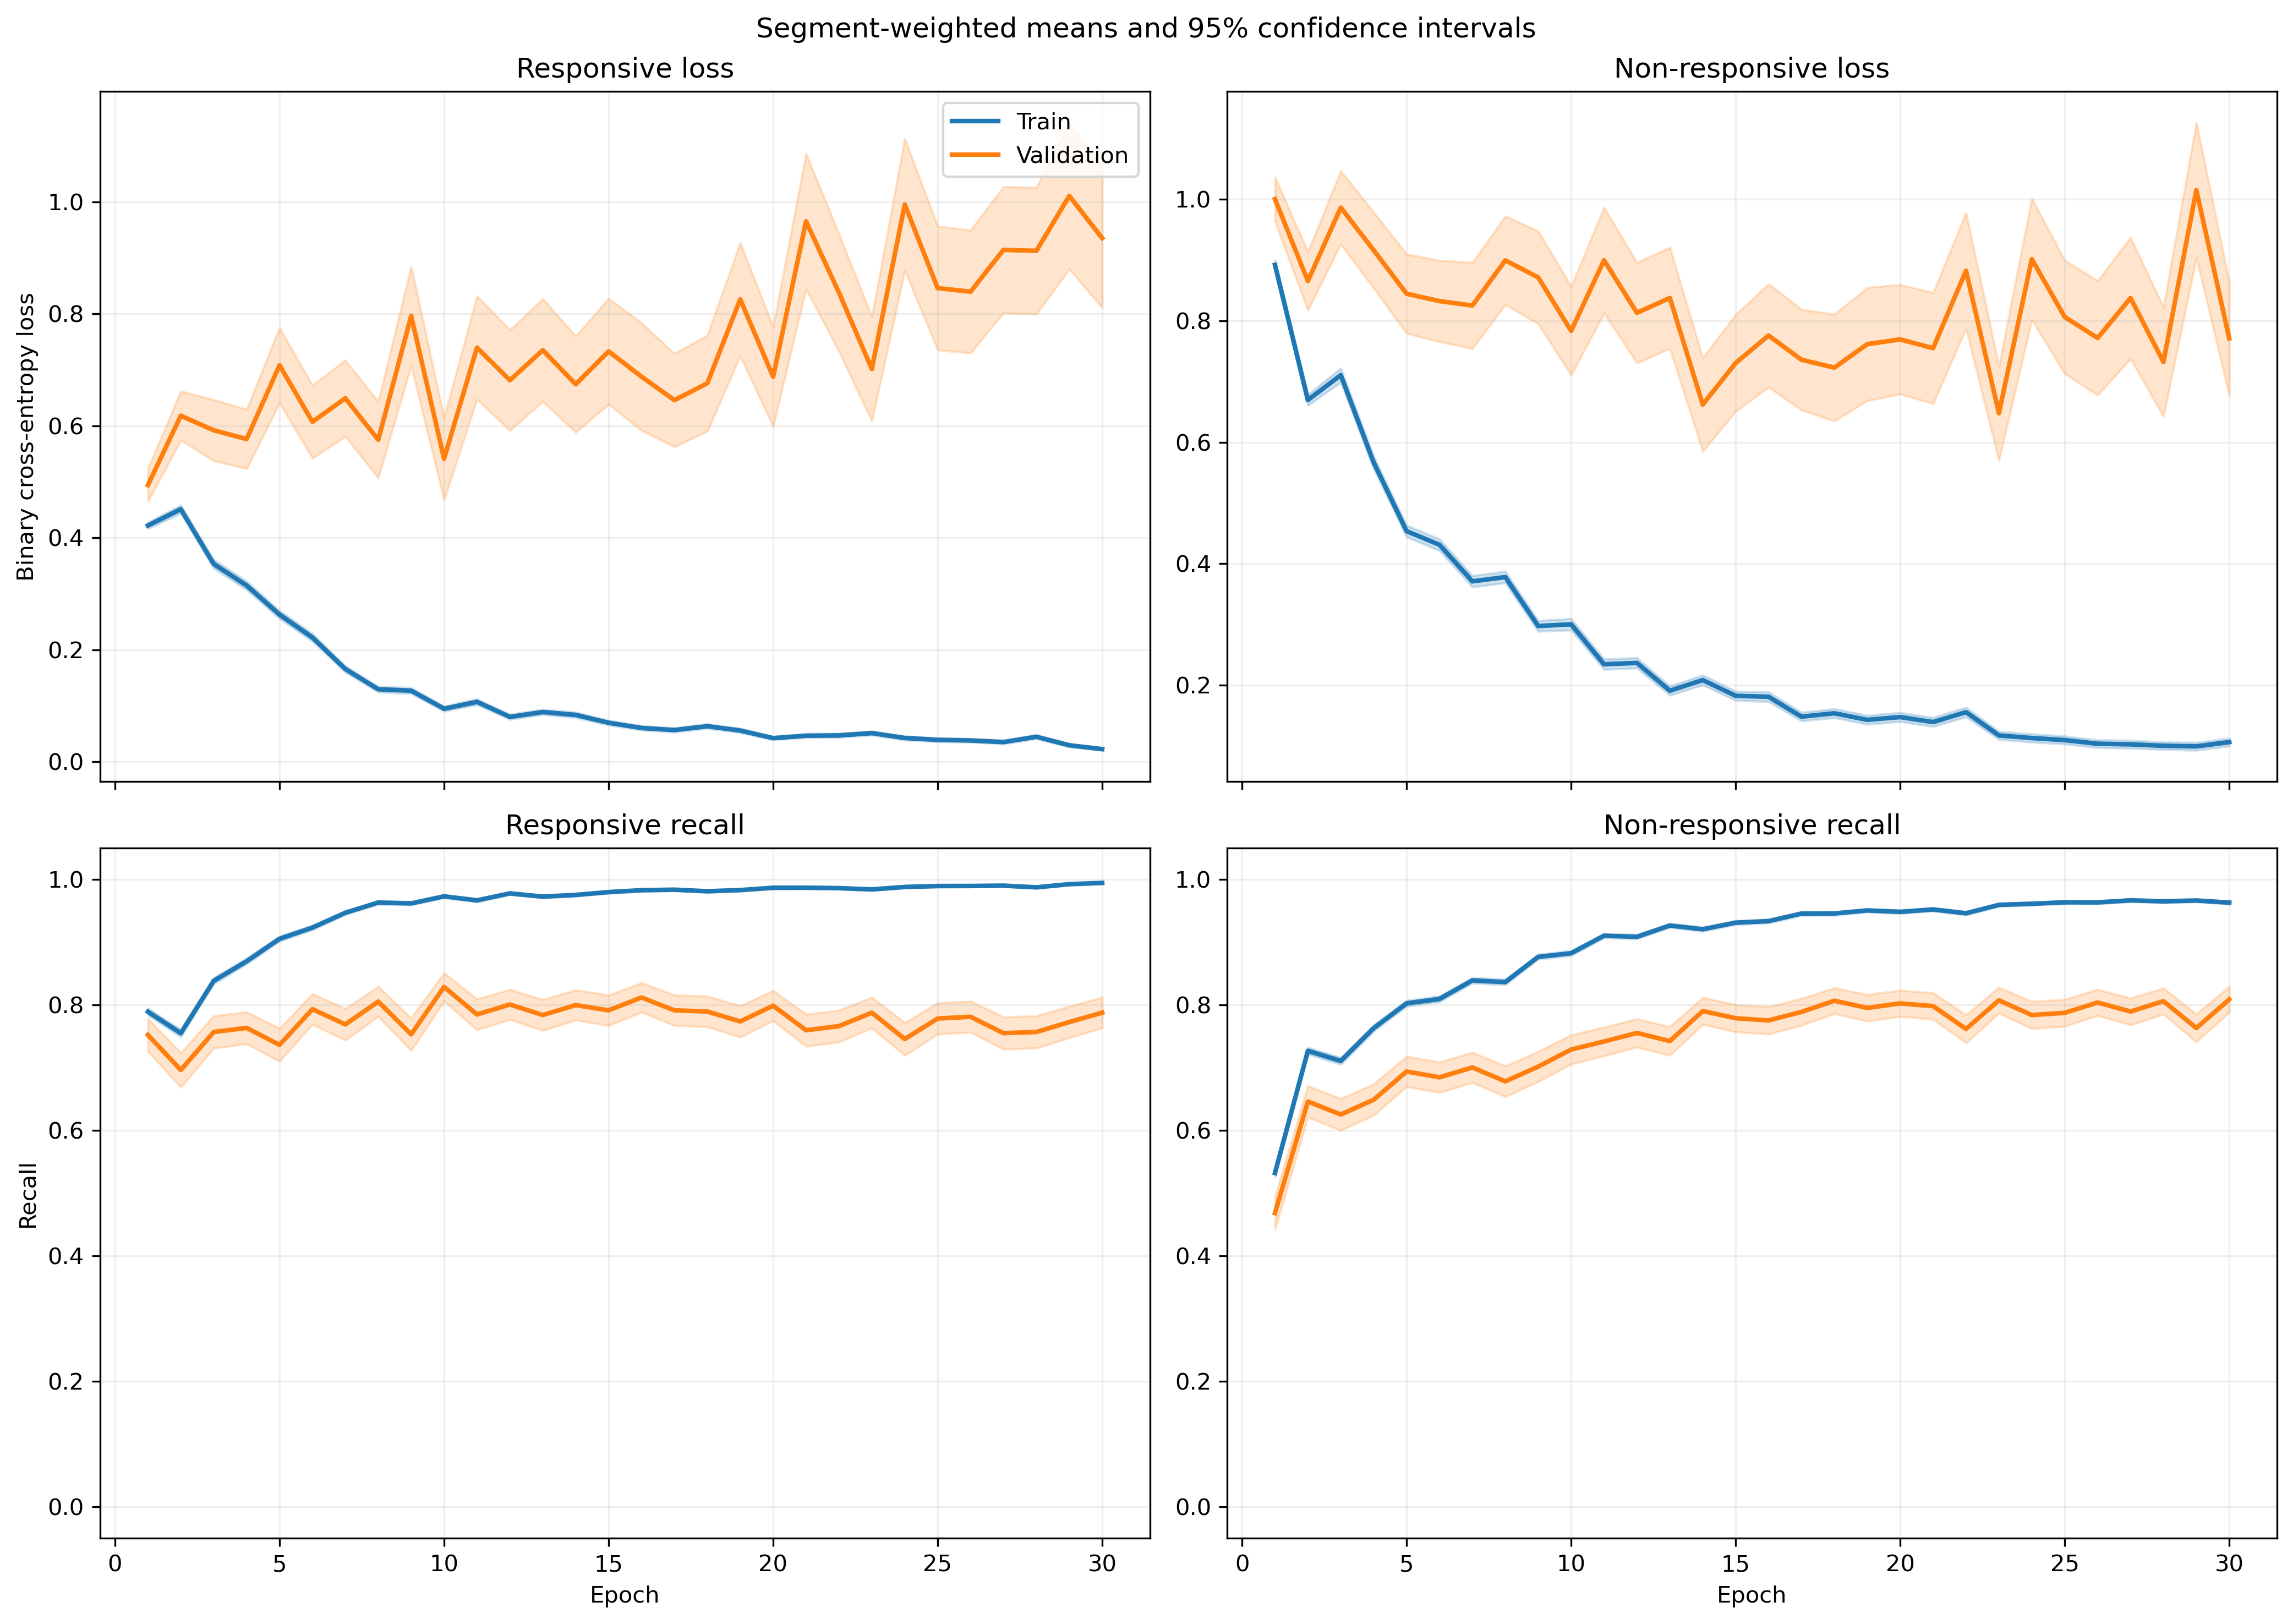 Segment-weighted means and 95% confidence intervals
Responsive loss
Non-responsive loss
Train
Validation
Binary cross-entropy loss
1.0
0.8
0.6
0.4
0.2
0.0
1.0
0.8
0.6
0.4
0.2
Responsive recall
Non-responsive recall
Recall
1.0
0.8
0.6
0.4
0.2
0.0
0 5 10 15 20 25 30
Epoch
1.0
0.8
0.6
0.4
0.2
0.0
0 5 10 15 20 25 30
Epoch